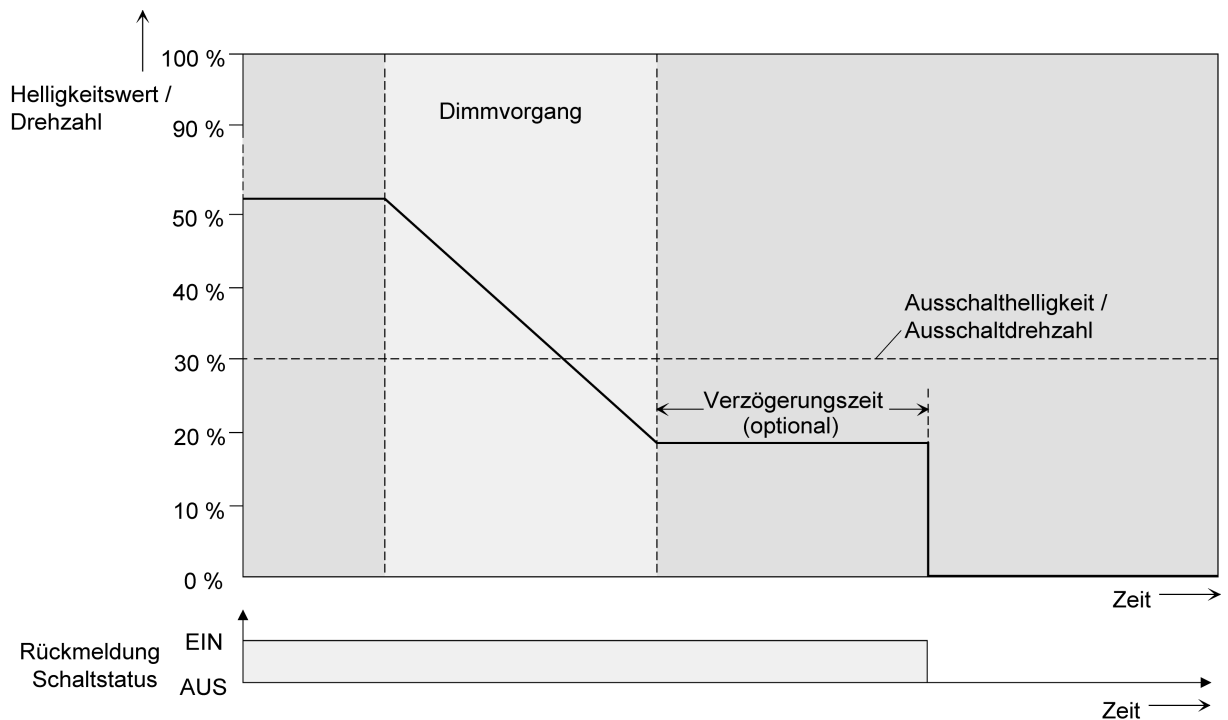 Helligkeitswert /
Drehzahl
100 %
90 %
50 %
40 %
30 %
20 %
10 %
0 %
Dimmvorgang
Ausschalthelligkeit /
Ausschaltdrehzahl
Verzögerungszeit
(optional)
Zeit
Rückmeldung
Schaltstatus
EIN
AUS
Zeit